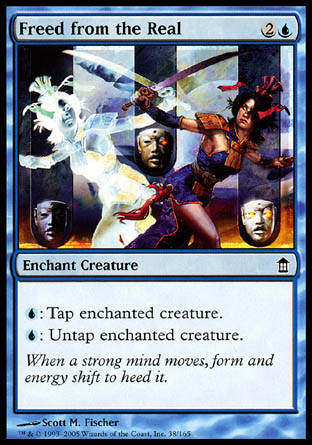 Freed from the Real 2
Enchant Creature
: Tap enchanted creature.
: Untap enchanted creature.
When a strong mind moves, form and
energy shift to heed it.
Scott M. Fischer
™ & © 1993–2005 Wizards of the Coast, Inc. 38/165